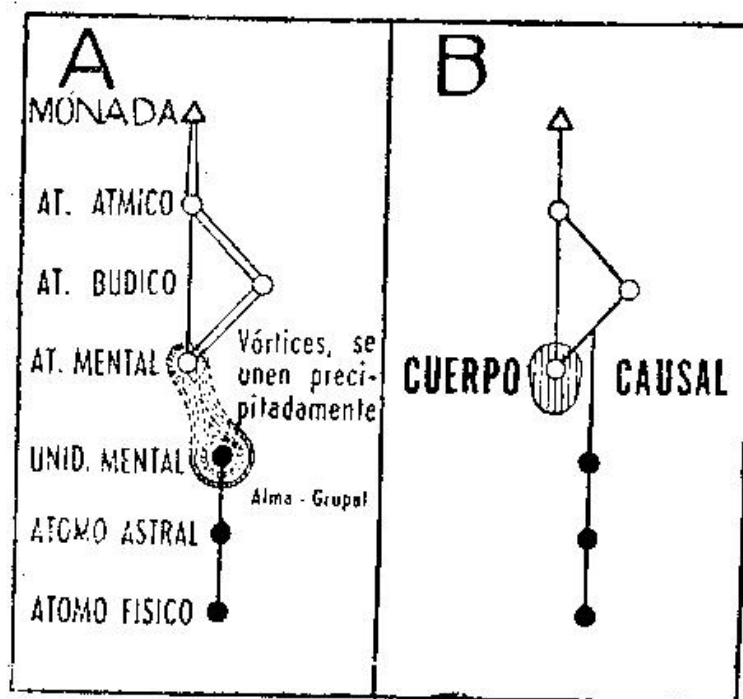 A
MÓNADA
AT. ATMICO
AT. BUDICO
AT. MENTAL
Vórtices, se
unen preci-
pitadamente
UNID. MENTAL
Alma - Grupal
ATOMO ASTRAL
ATOMO FISICO
B
CUERPO CAUSAL